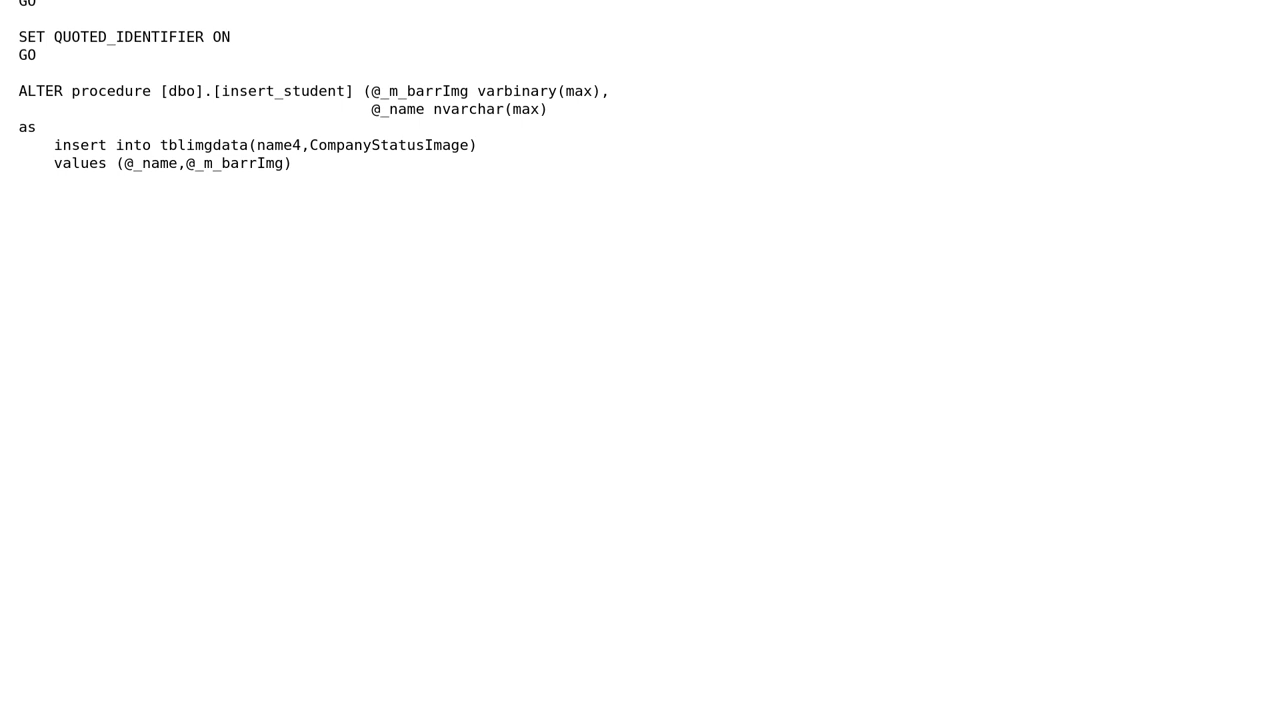 GO
SET QUOTED_IDENTIFIER ON
GO
ALTER procedure [dbo].[insert_student] (@_m_barrImg varbinary(max),
@_name nvarchar(max)
as
insert into tblimgdata(name4,CompanyStatusImage)
values (@_name,@_m_barrImg)